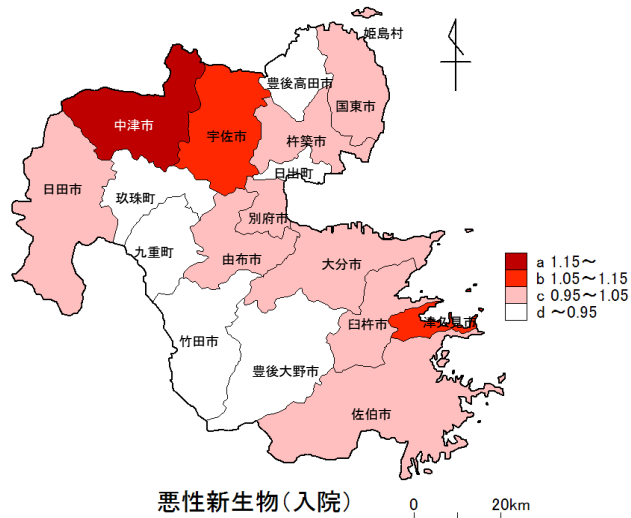 姫島村
豊後高田市
国東市
中津市
宇佐市
杵築市
日出町
日田市
玖珠町
別府市
九重町
由布市
大分市
臼杵市
津久見市
竹田市
豊後大野市
佐伯市
a 1.15～
b 1.05～1.15
c 0.95～1.05
d ～0.95
悪性新生物(入院)
0 20km